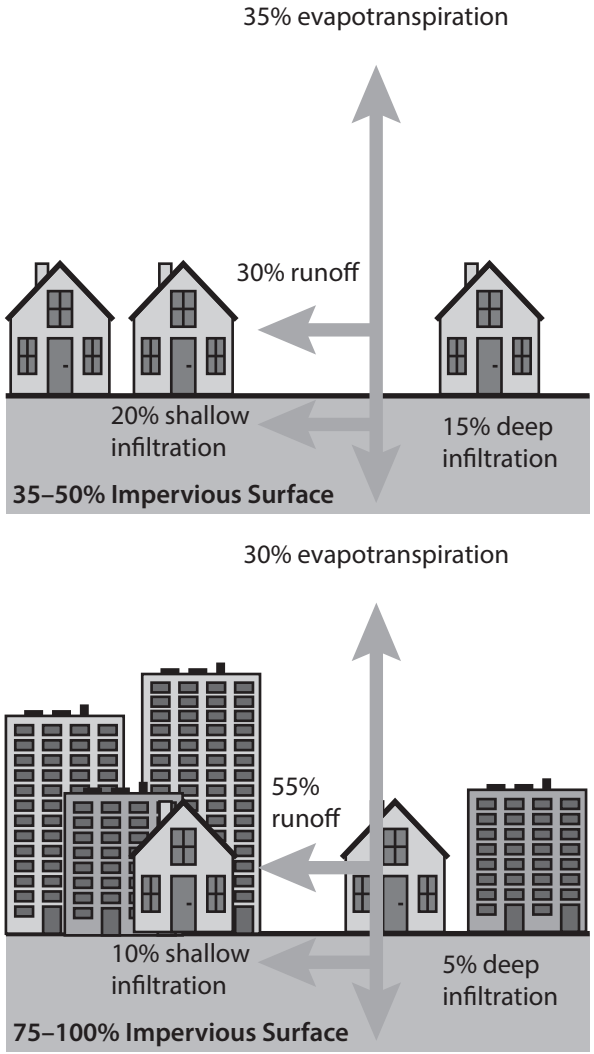 35% evapotranspiration
30% runoff
20% shallow
infiltration
15% deep
infiltration
35–50% Impervious Surface
30% evapotranspiration
55%
runoff
10% shallow
infiltration
5% deep
infiltration
75–100% Impervious Surface